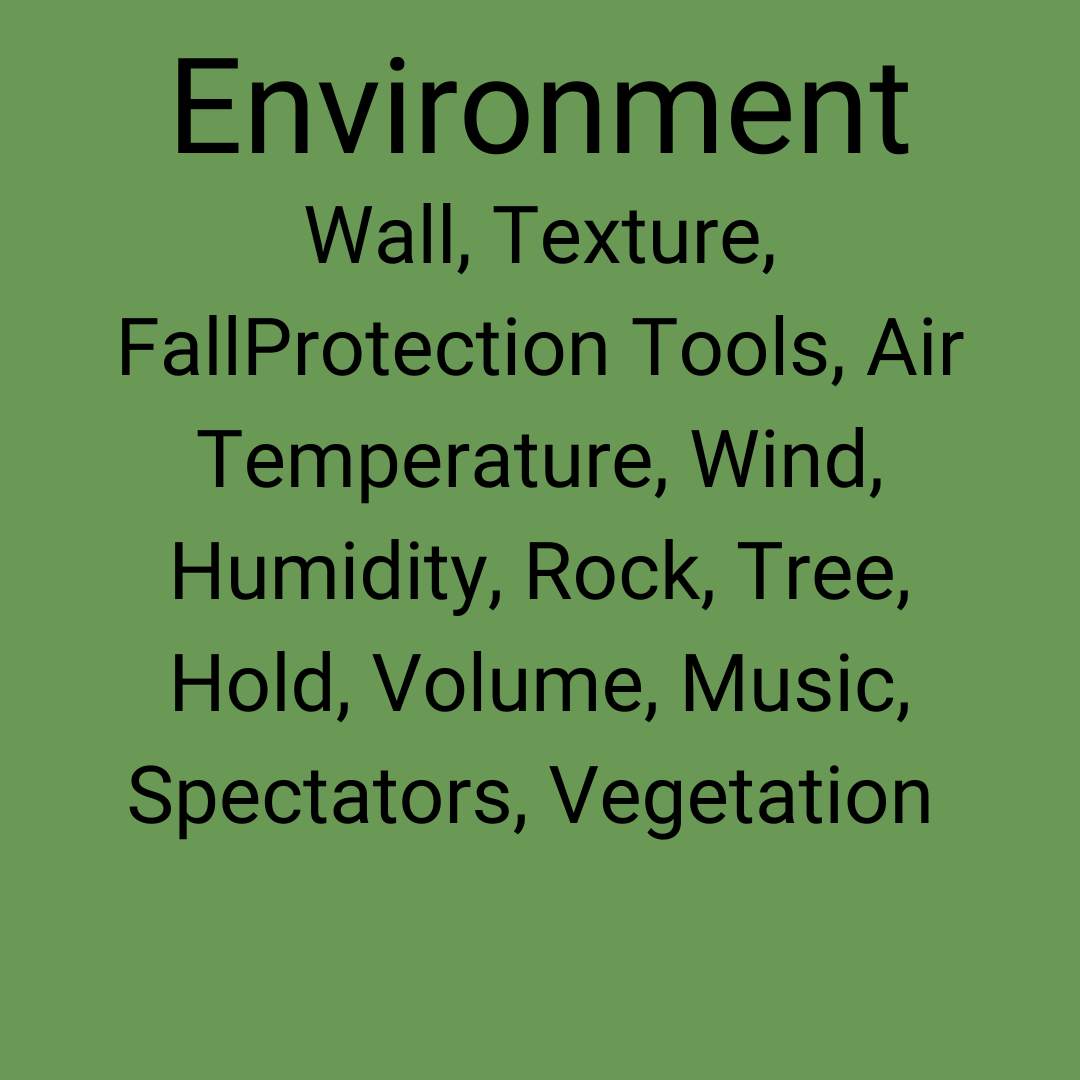 Environment
Wall, Texture,
FallProtection Tools, Air
Temperature, Wind,
Humidity, Rock, Tree,
Hold, Volume, Music,
Spectators, Vegetation